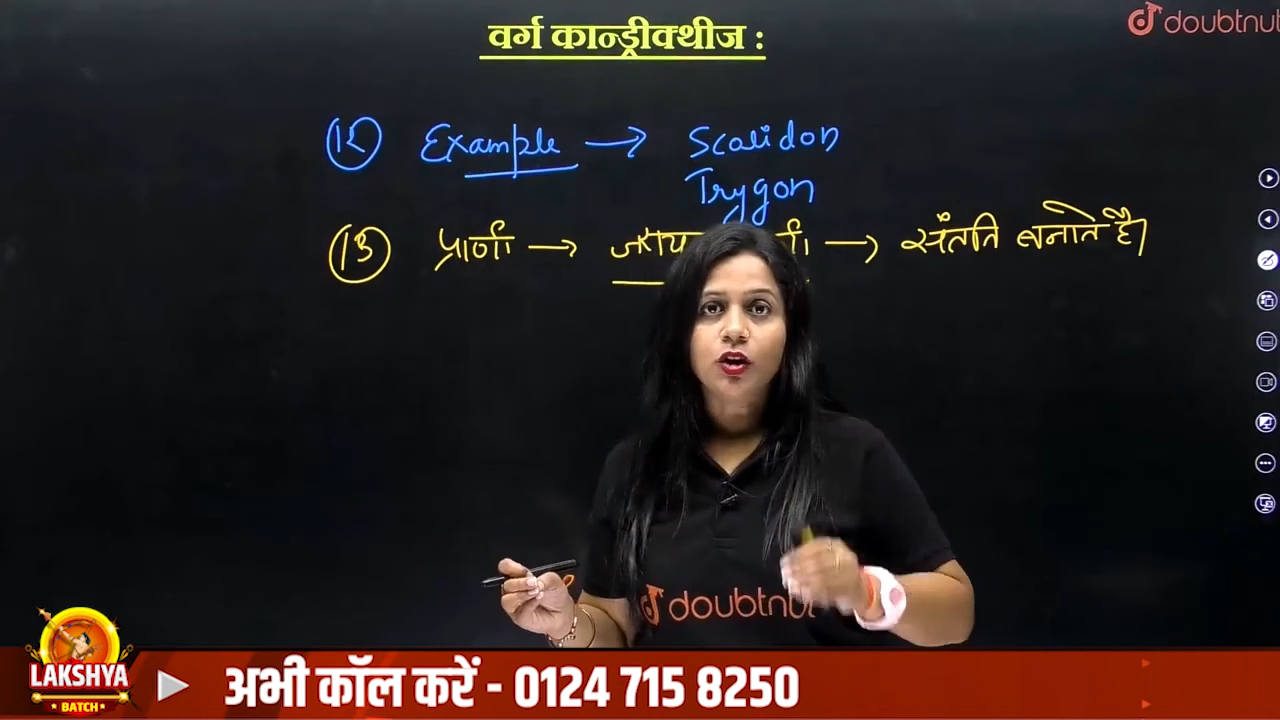 वर्ग कान्ड्रीक्थीज :
doubtnut
12 Example → Scalidon
Trygon
13 प्राणी → → संतति बनाते है।
doubtnut
LAKSHYA
BATCH
अभी कॉल करें - 0124 715 8250